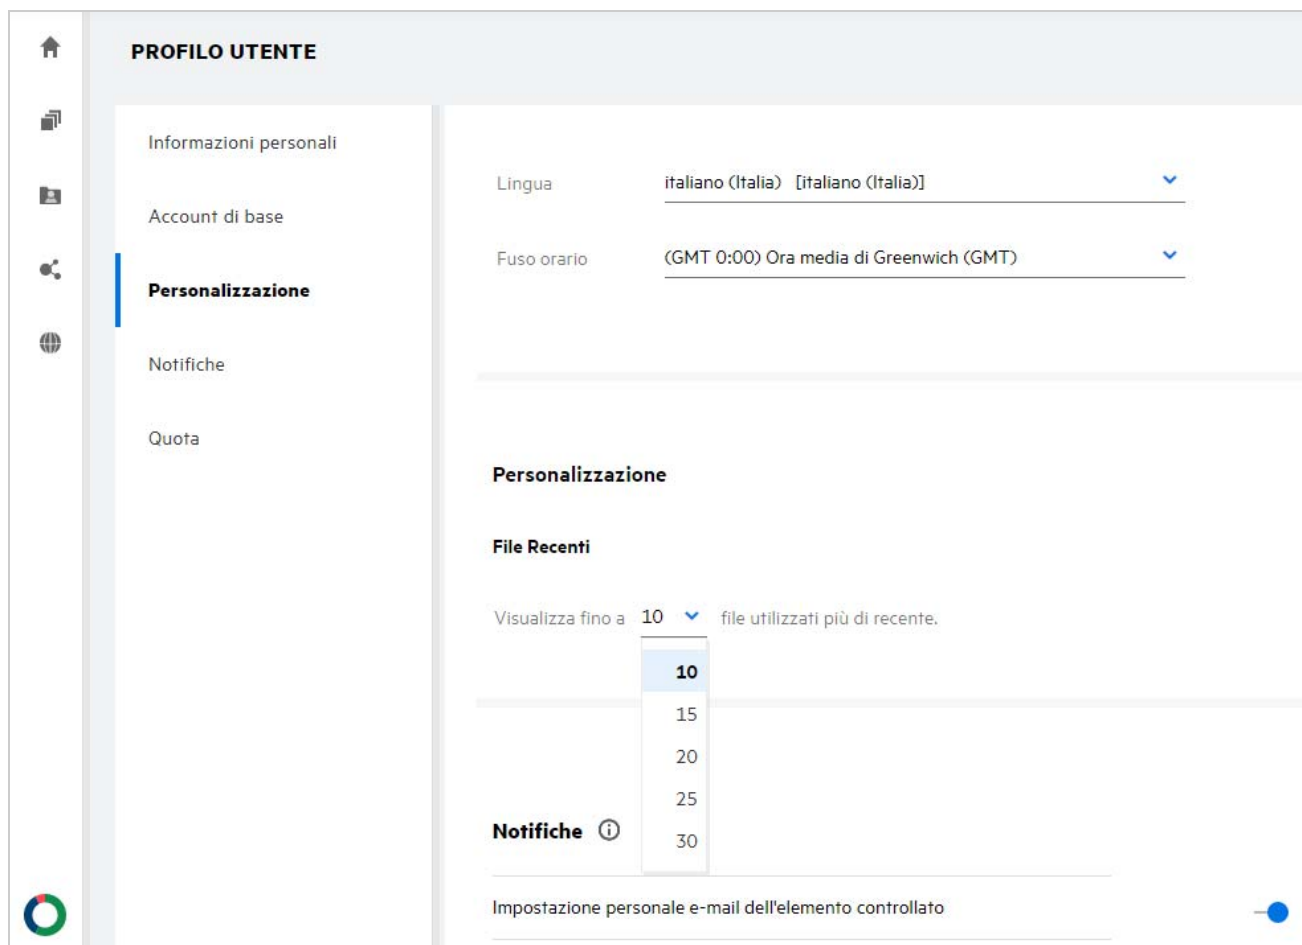 PROFILO UTENTE
Informazioni personali
Account di base
Personalizzazione
Notifiche
Quota
Lingua italiano (Italia) [italiano (Italia)]
Fuso orario (GMT 0:00) Ora media di Greenwich (GMT)
Personalizzazione
File Recenti
Visualizza fino a 10 file utilizzati più di recente.
10
15
20
25
30
Notifiche
Impostazione personale e-mail dell'elemento controllato